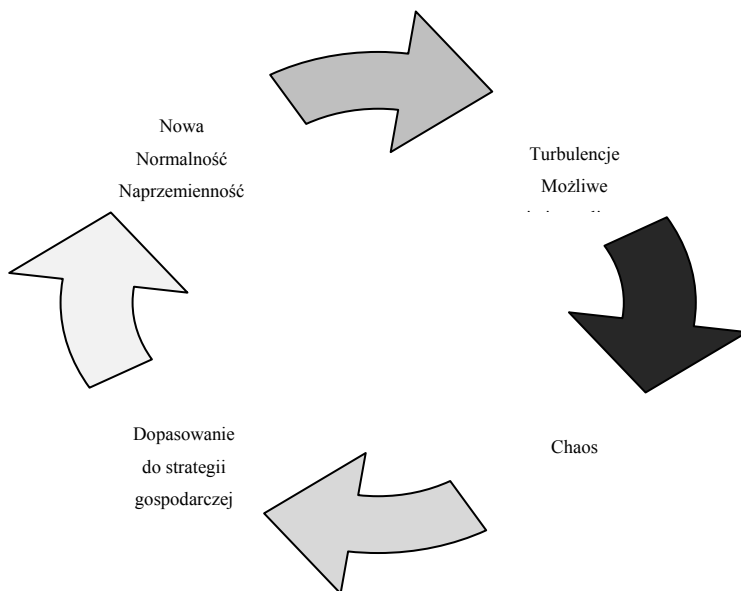 Nowa
Normalność
Naprzemienność
Turbulencje
Możliwe
Chaos
Dopasowanie
do strategii
gospodarczej